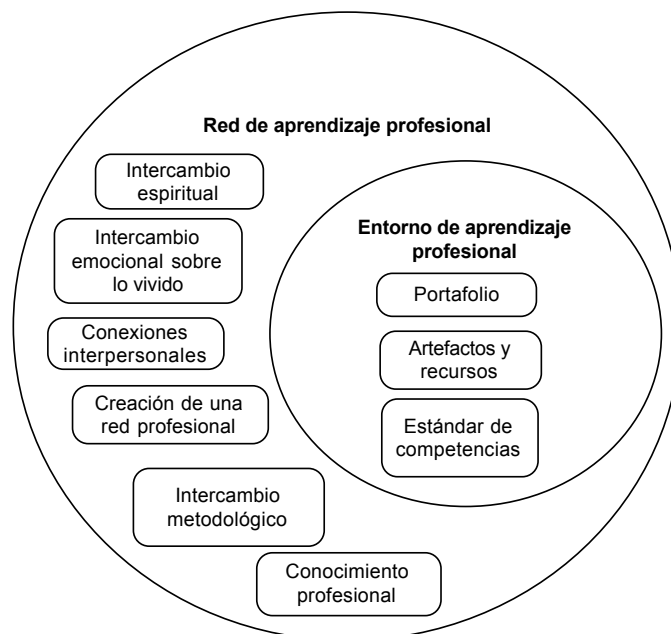 Red de aprendizaje profesional
Intercambio
espiritual
Intercambio
emocional sobre
lo vivido
Conexiones
interpersonales
Creación de una
red profesional
Intercambio
metodológico
Conocimiento
profesional
Entorno de aprendizaje
profesional
Portafolio
Artefactos y
recursos
Estándar de
competencias